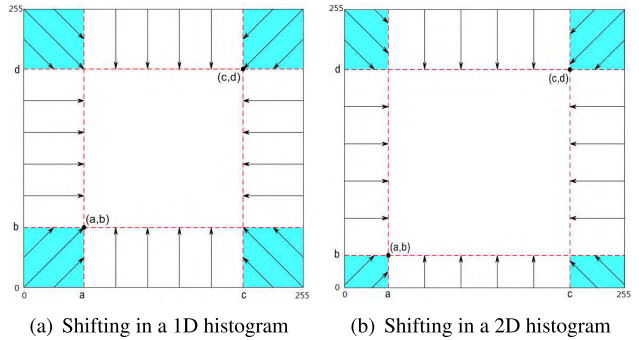 255
d
(c,d)
b
(a,b)
0
a
c
255
(a) Shifting in a 1D histogram
255
d
(c,d)
b
(a,b)
0
a
c
255
(b) Shifting in a 2D histogram